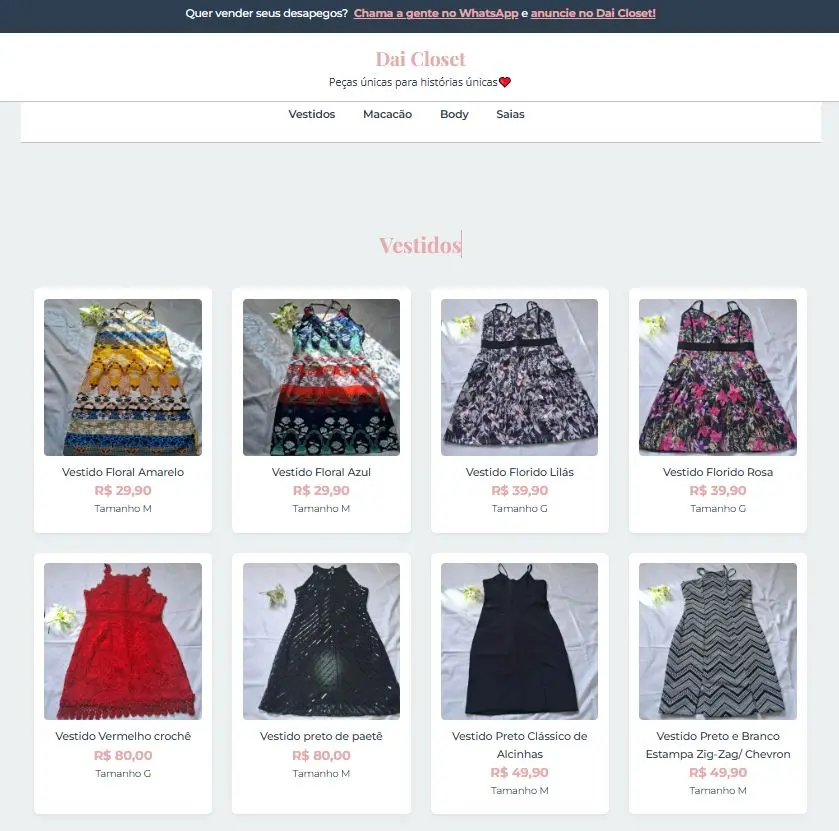 Quer vender seus desapegos? Chama a gente no WhatsApp e anuncie no Dai Closet!
Dai Closet
Peças únicas para histórias únicas❤
Vestidos Macacão Body Saias
Vestidos
Vestido Floral Amarelo
R$ 29,90
Tamanho M
Vestido Floral Azul
R$ 29,90
Tamanho M
Vestido Florido Lilás
R$ 39,90
Tamanho G
Vestido Florido Rosa
R$ 39,90
Tamanho G
Vestido Vermelho crochê
R$ 80,00
Tamanho G
Vestido preto de paetê
R$ 80,00
Tamanho M
Vestido Preto Clássico de
Alcinhas
R$ 49,90
Tamanho M
Vestido Preto e Branco
Estampa Zig-Zag/ Chevron
R$ 49,90
Tamanho M